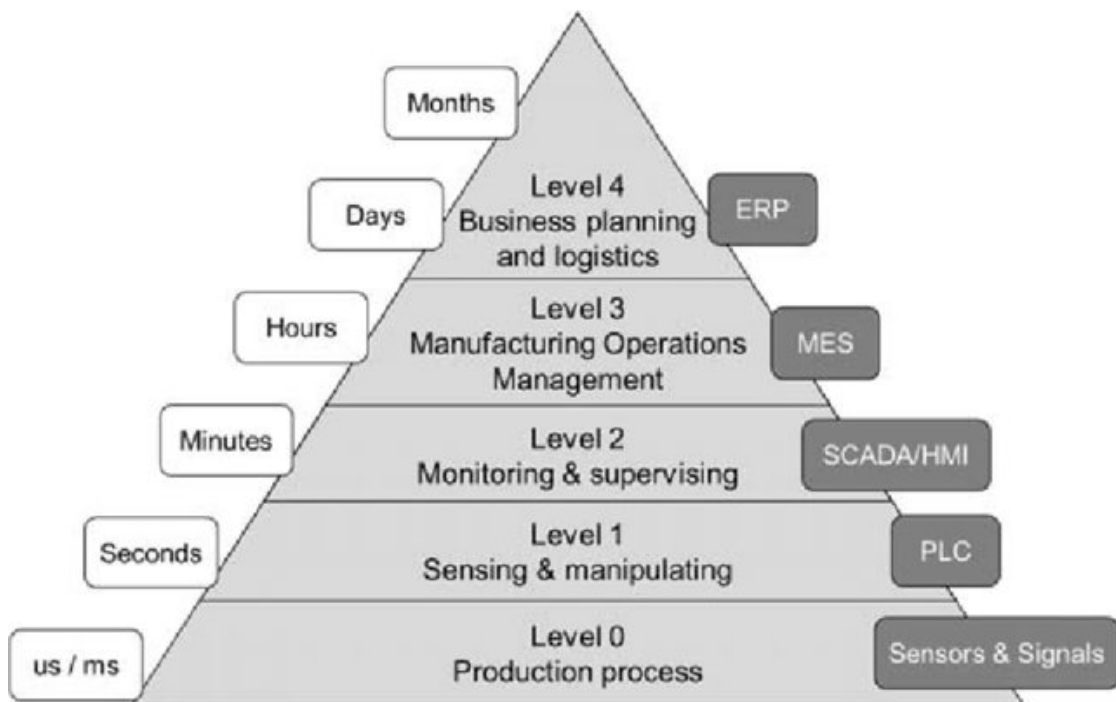 Months
Level 4
Days
Business planning
ERP
and logistics
Level 3
Hours
Manufacturing Operations
MES
Management
Level 2
Minutes
Monitoring & supervising
SCADA/HMI
Level 1
Seconds
Sensing & manipulating
PLC
Level 0
us / ms
Production process
Sensors & Signals